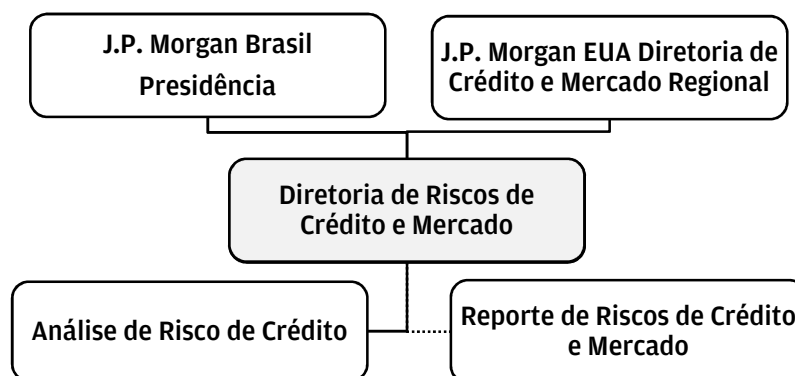 J.P. Morgan Brasil
Presidência
J.P. Morgan EUA Diretoria de
Crédito e Mercado Regional
Diretoria de Riscos de
Crédito e Mercado
Análise de Risco de Crédito
Reporte de Riscos de Crédito
e Mercado